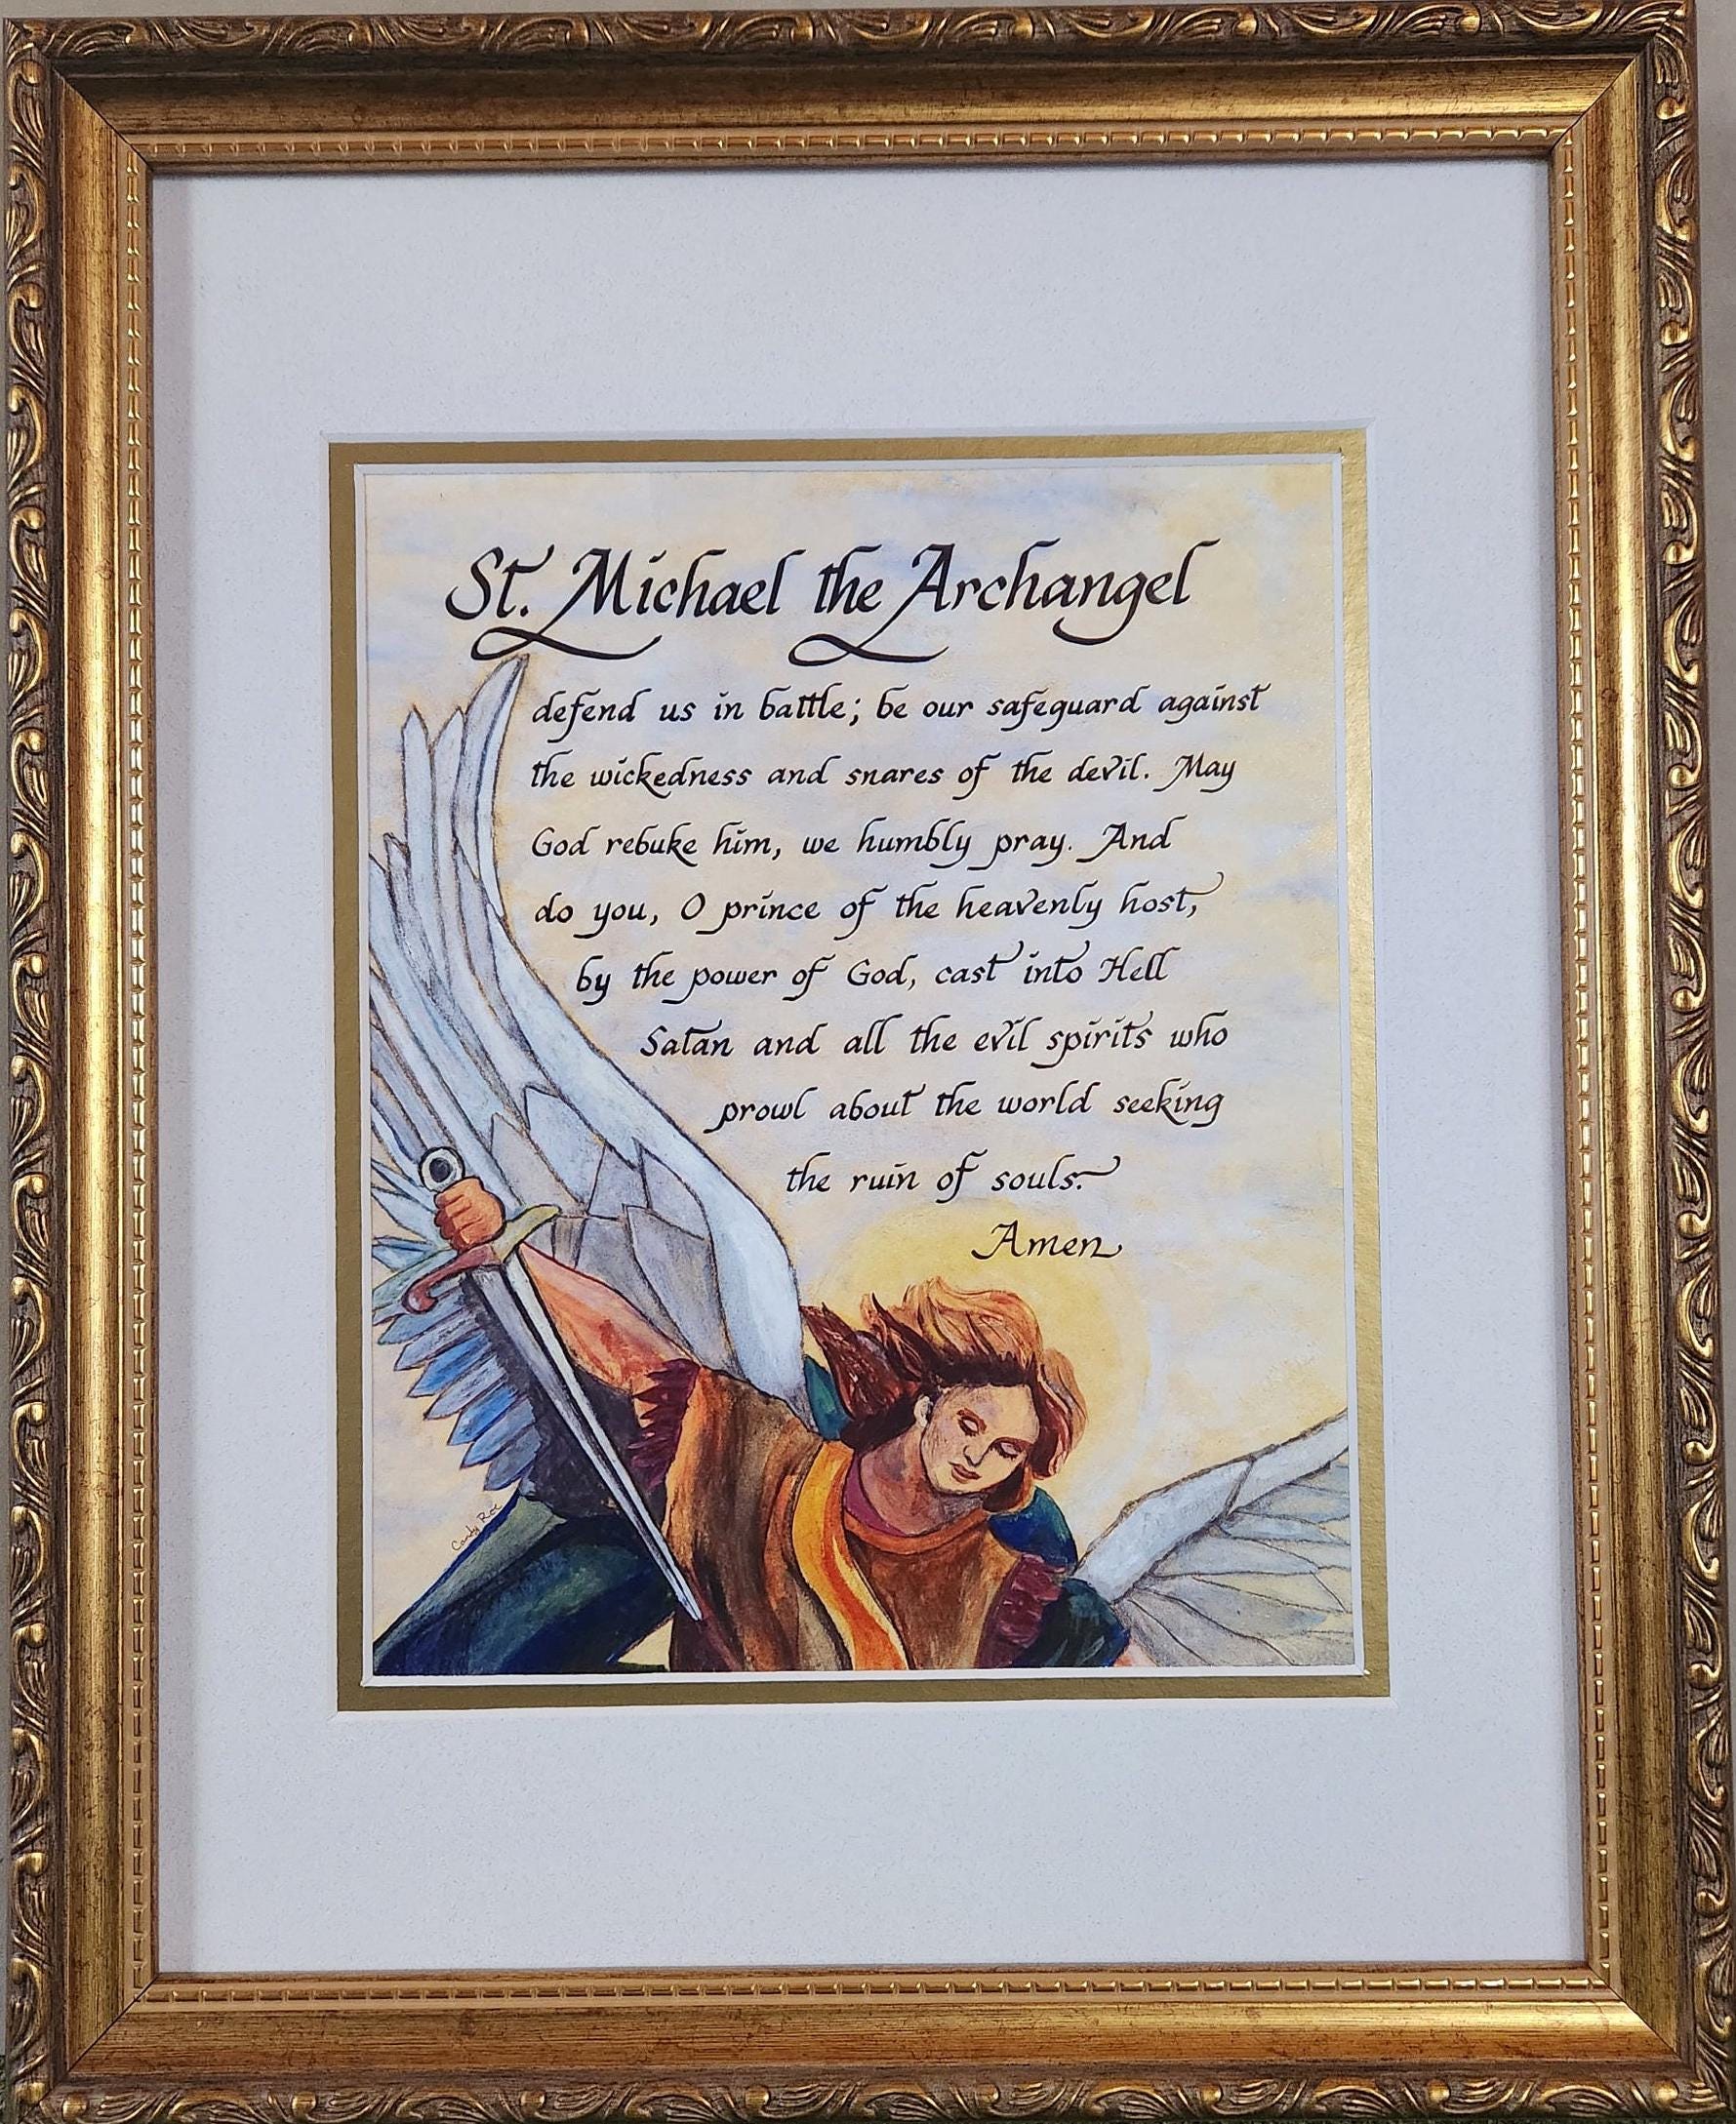 St. Michael the Archangel
defend us in battle; be our safeguard against
the wickedness and snares of the devil. May
God rebuke him, we humbly pray. And
do you, O prince of the heavenly host,
by the power of God, cast into Hell
Satan and all the evil spirits who
prowl about the world seeking
the ruin of souls.
Amen
Candy